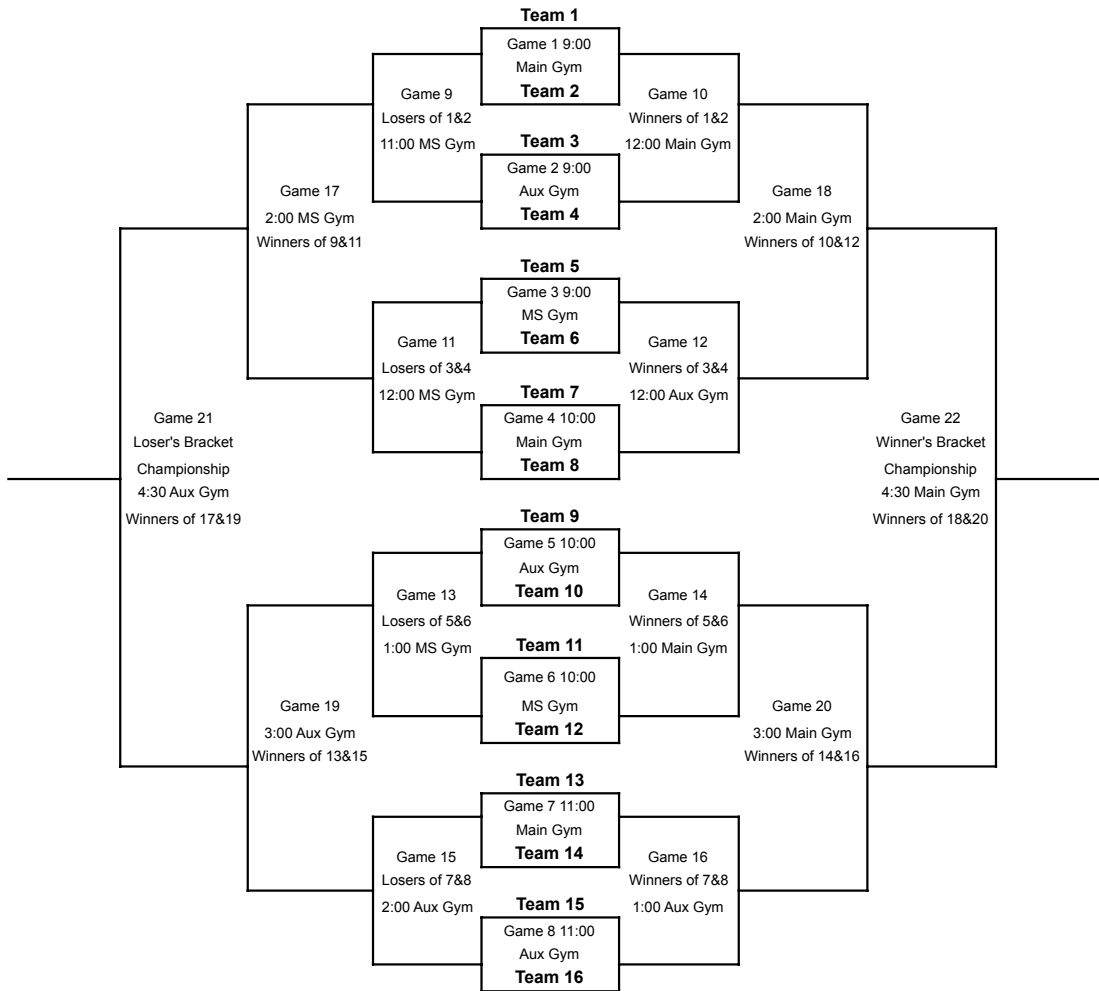 Team 1
Game 1 9:00
Main Gym
Team 2
Game 9
Losers of 1&2
11:00 MS Gym
Game 10
Winners of 1&2
12:00 Main Gym
Team 3
Game 2 9:00
Aux Gym
Team 4
Game 17
2:00 MS Gym
Winners of 9&11
Game 18
2:00 Main Gym
Winners of 10&12
Team 5
Game 3 9:00
MS Gym
Team 6
Game 11
Losers of 3&4
12:00 MS Gym
Game 12
Winners of 3&4
12:00 Aux Gym
Team 7
Game 4 10:00
Main Gym
Team 8
Game 21
Loser's Bracket
Championship
4:30 Aux Gym
Winners of 17&19
Game 22
Winner's Bracket
Championship
4:30 Main Gym
Winners of 18&20
Team 9
Game 5 10:00
Aux Gym
Team 10
Game 13
Losers of 5&6
1:00 MS Gym
Game 14
Winners of 5&6
1:00 Main Gym
Team 11
Game 6 10:00
MS Gym
Team 12
Game 19
3:00 Aux Gym
Winners of 13&15
Game 20
3:00 Main Gym
Winners of 14&16
Team 13
Game 7 11:00
Main Gym
Team 14
Game 15
Losers of 7&8
2:00 Aux Gym
Game 16
Winners of 7&8
1:00 Aux Gym
Team 15
Game 8 11:00
Aux Gym
Team 16